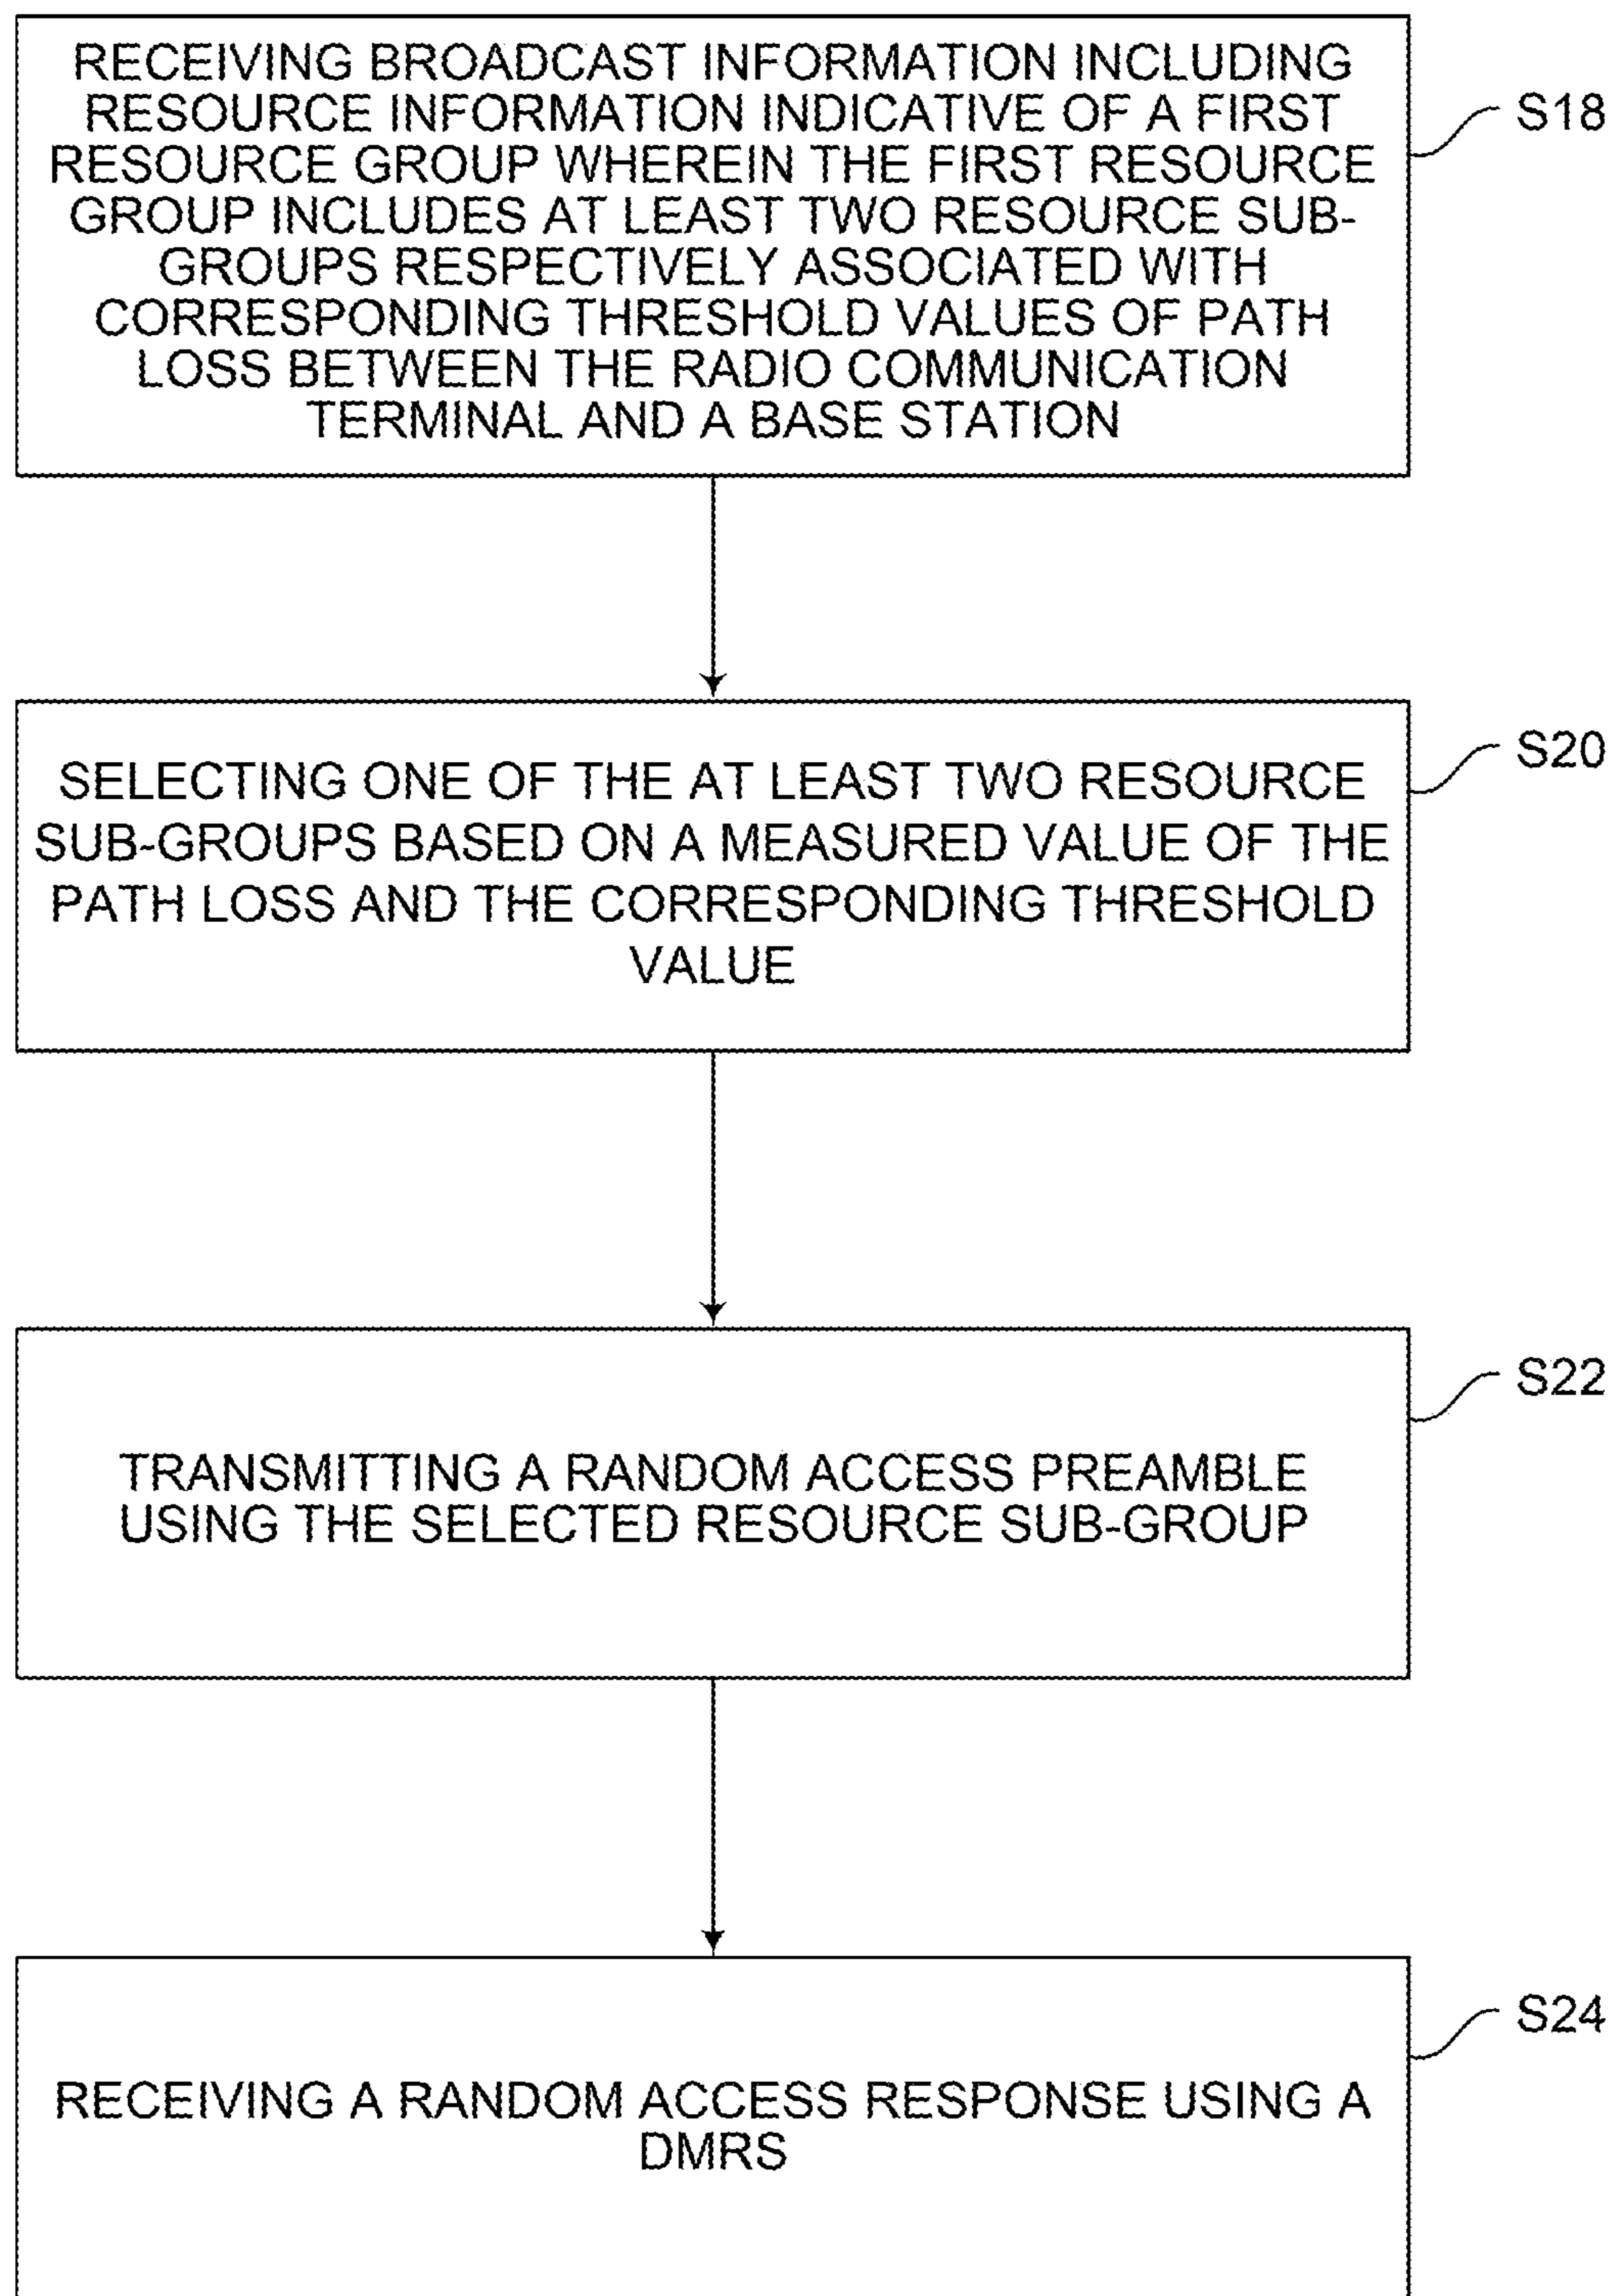 RECEIVING BROADCAST INFORMATION INCLUDING
RESOURCE INFORMATION INDICATIVE OF A FIRST
RESOURCE GROUP WHEREIN THE FIRST RESOURCE
GROUP INCLUDES AT LEAST TWO RESOURCE SUB-
GROUPS RESPECTIVELY ASSOCIATED WITH
CORRESPONDING THRESHOLD VALUES OF PATH
LOSS BETWEEN THE RADIO COMMUNICATION
TERMINAL AND A BASE STATION
S18
SELECTING ONE OF THE AT LEAST TWO RESOURCE
SUB-GROUPS BASED ON A MEASURED VALUE OF THE
PATH LOSS AND THE CORRESPONDING THRESHOLD
VALUE
S20
TRANSMITTING A RANDOM ACCESS PREAMBLE
USING THE SELECTED RESOURCE SUB-GROUP
S22
RECEIVING A RANDOM ACCESS RESPONSE USING A
DMRS
S24